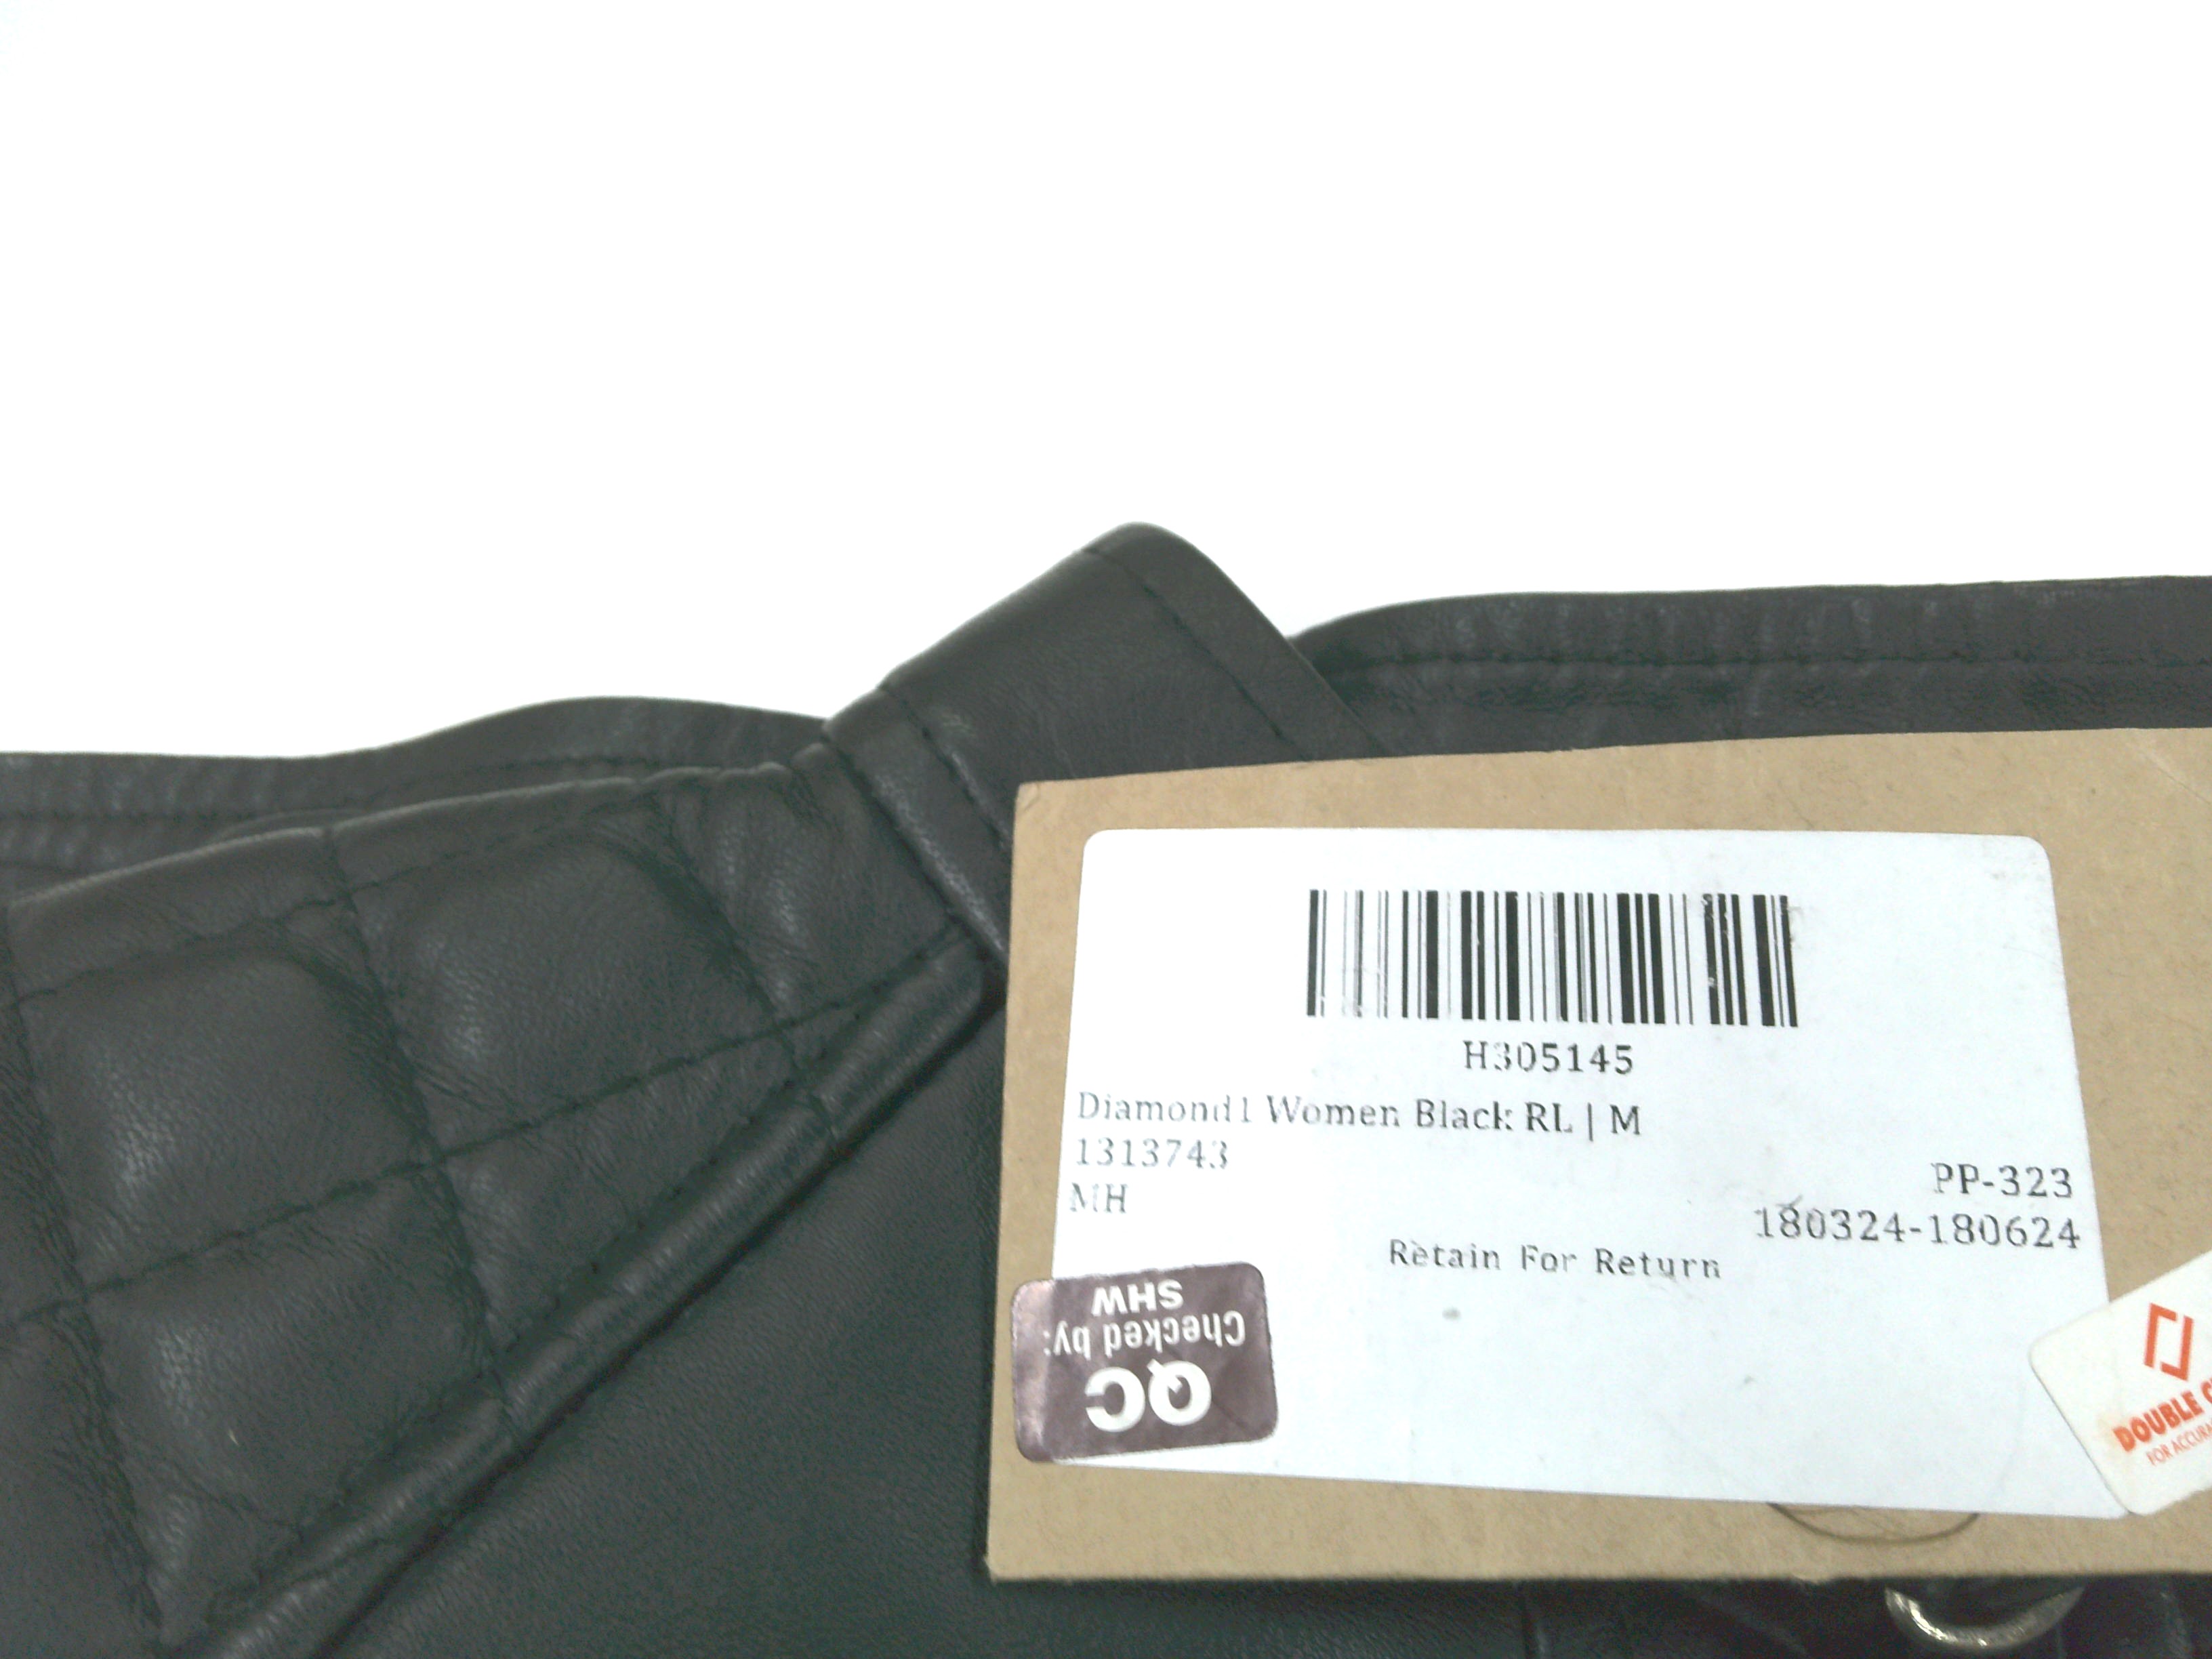 H305145
Diamond1 Women Black RL | M
1313743
MH
PP-323
180324-180624
Retain For Return
QC
Checked by:
SHW
DOUBLE
FOR